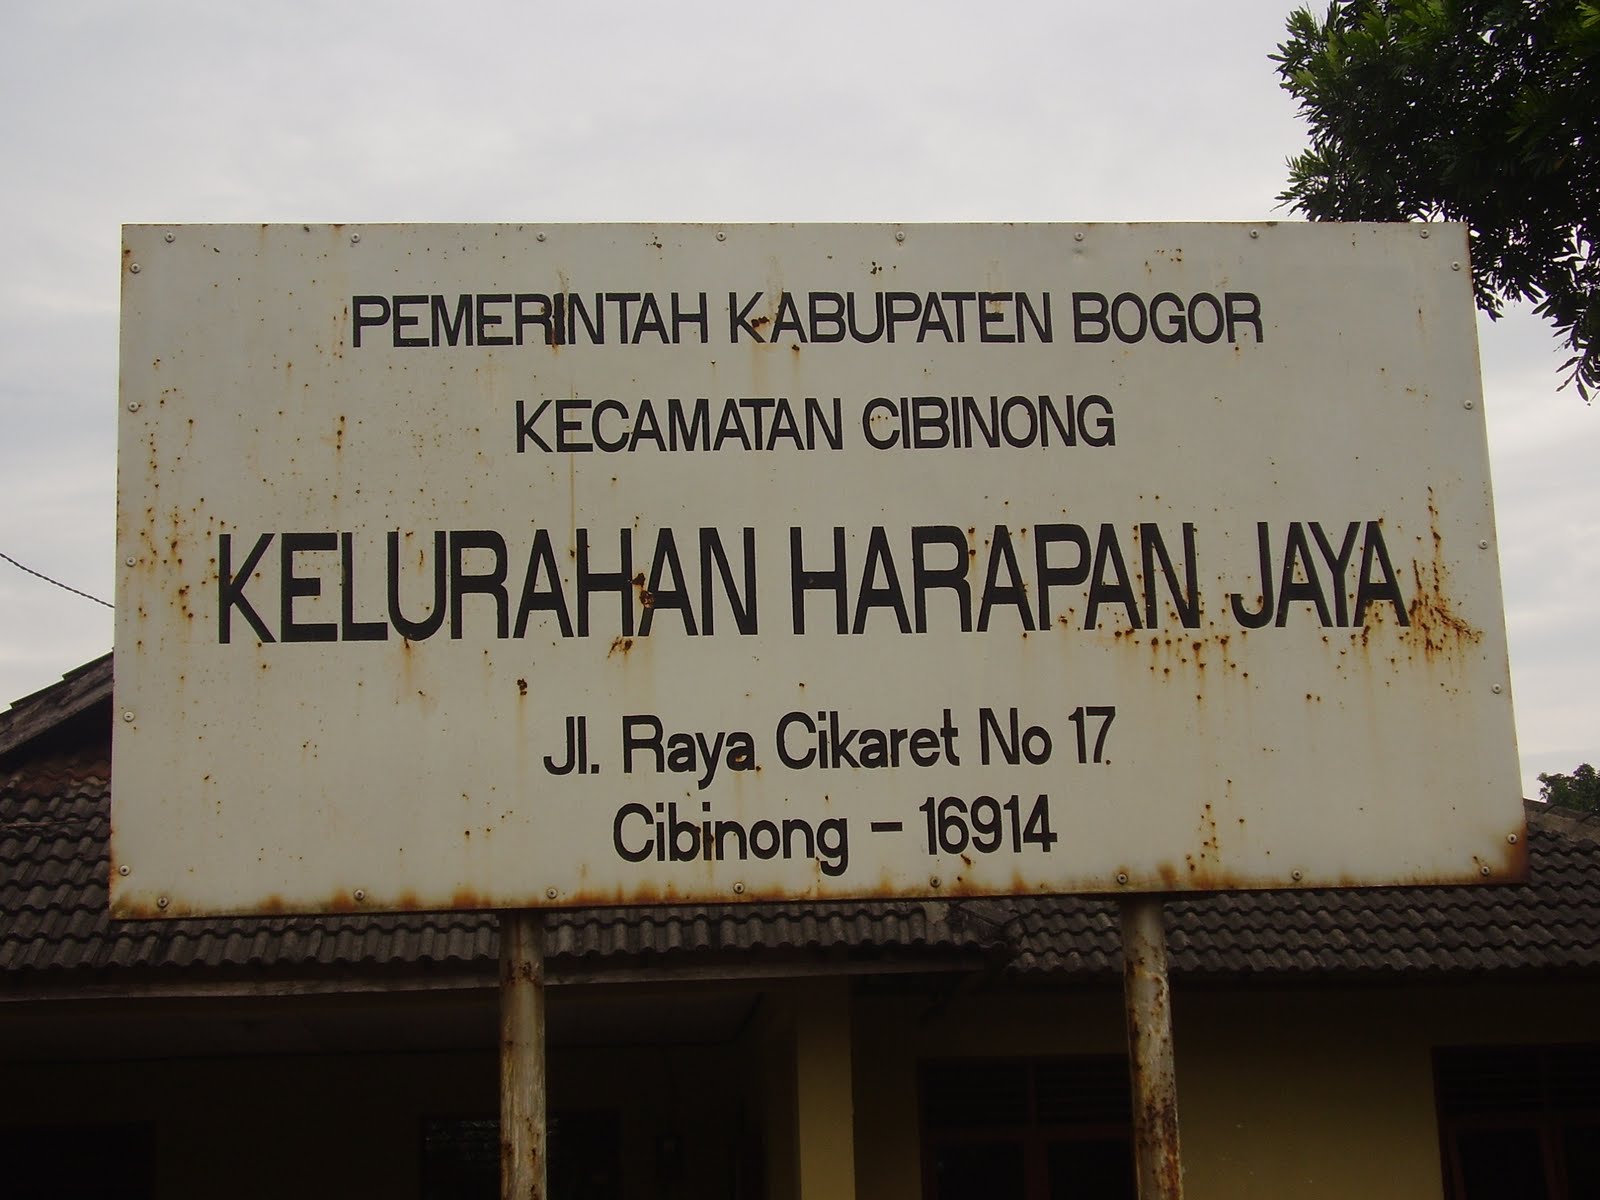 PEMERINTAH KABUPATEN BOGOR
KECAMATAN CIBINONG
KELURAHAN HARAPAN JAYA
Jl. Raya Cikaret No 17
Cibinong - 16914